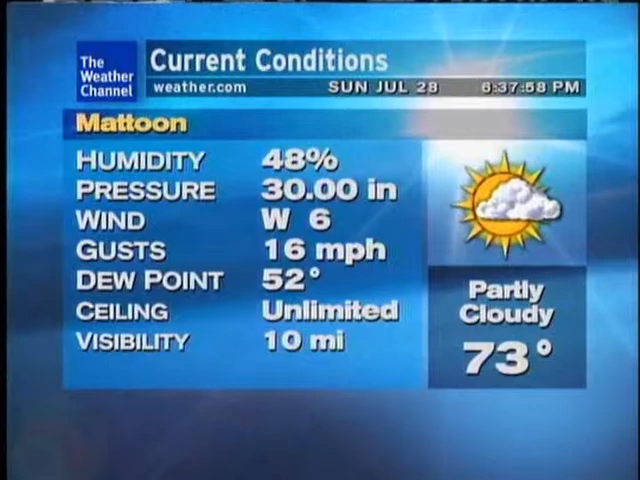 The
Weather
Channel
Current Conditions
weather.com SUN JUL 28 6:37:58 PM
Mattoon
HUMIDITY 48%
PRESSURE 30.00 in
WIND W 6
GUSTS 16 mph
DEW POINT 52°
CEILING Unlimited
VISIBILITY 10 mi
Partly
Cloudy
73°